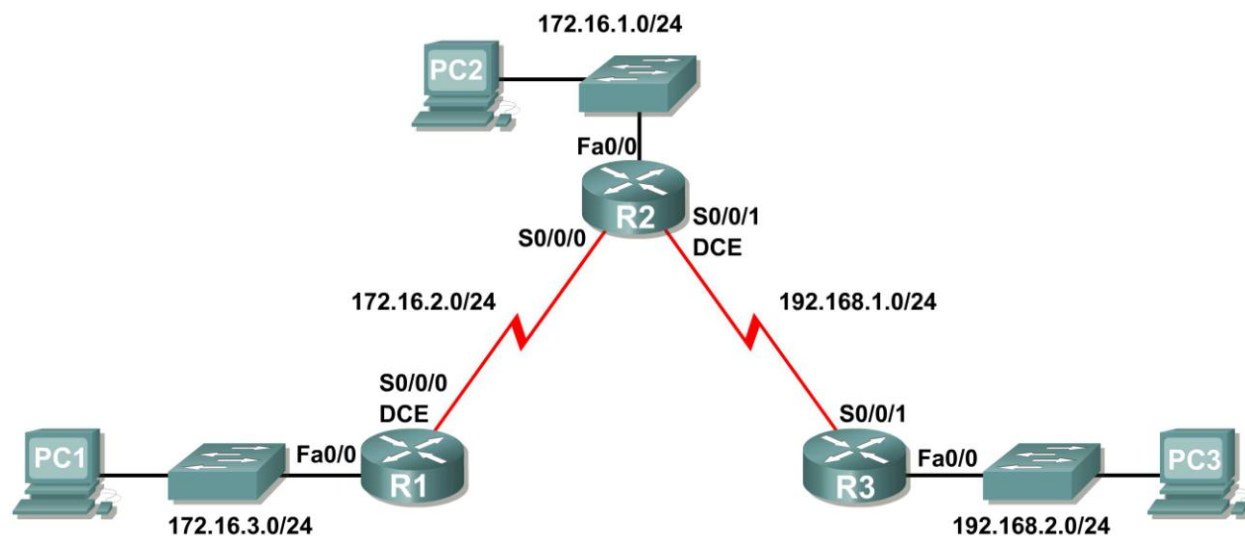 172.16.1.0/24
PC2
Fa0/0
R2
S0/0/0
S0/0/1
DCE
172.16.2.0/24
192.168.1.0/24
S0/0/0
DCE
S0/0/1
PC1
Fa0/0
R1
R3
Fa0/0
PC3
172.16.3.0/24
192.168.2.0/24